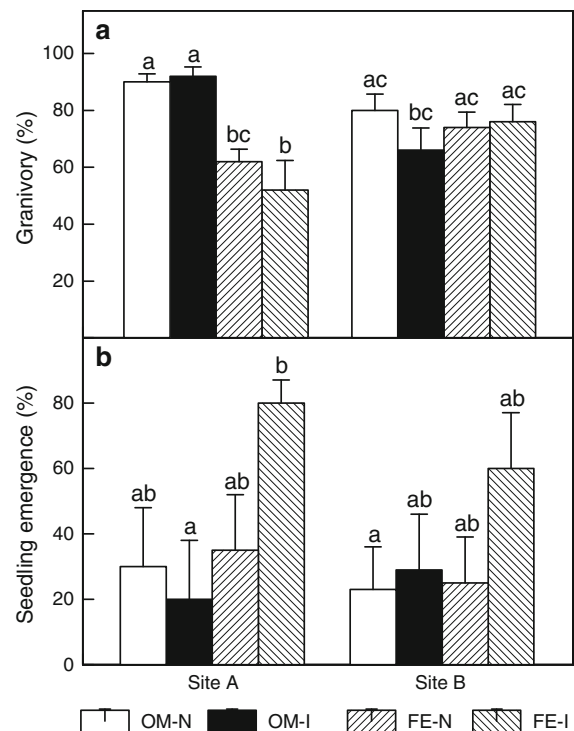 a
Granivory (%)
100
80
60
40
20
a a bc b ac bc ac ac
b
Seedling emergence (%)
80
60
40
20
0
ab a ab b a ab ab ab
Site A Site B
OM-N OM-I FE-N FE-I